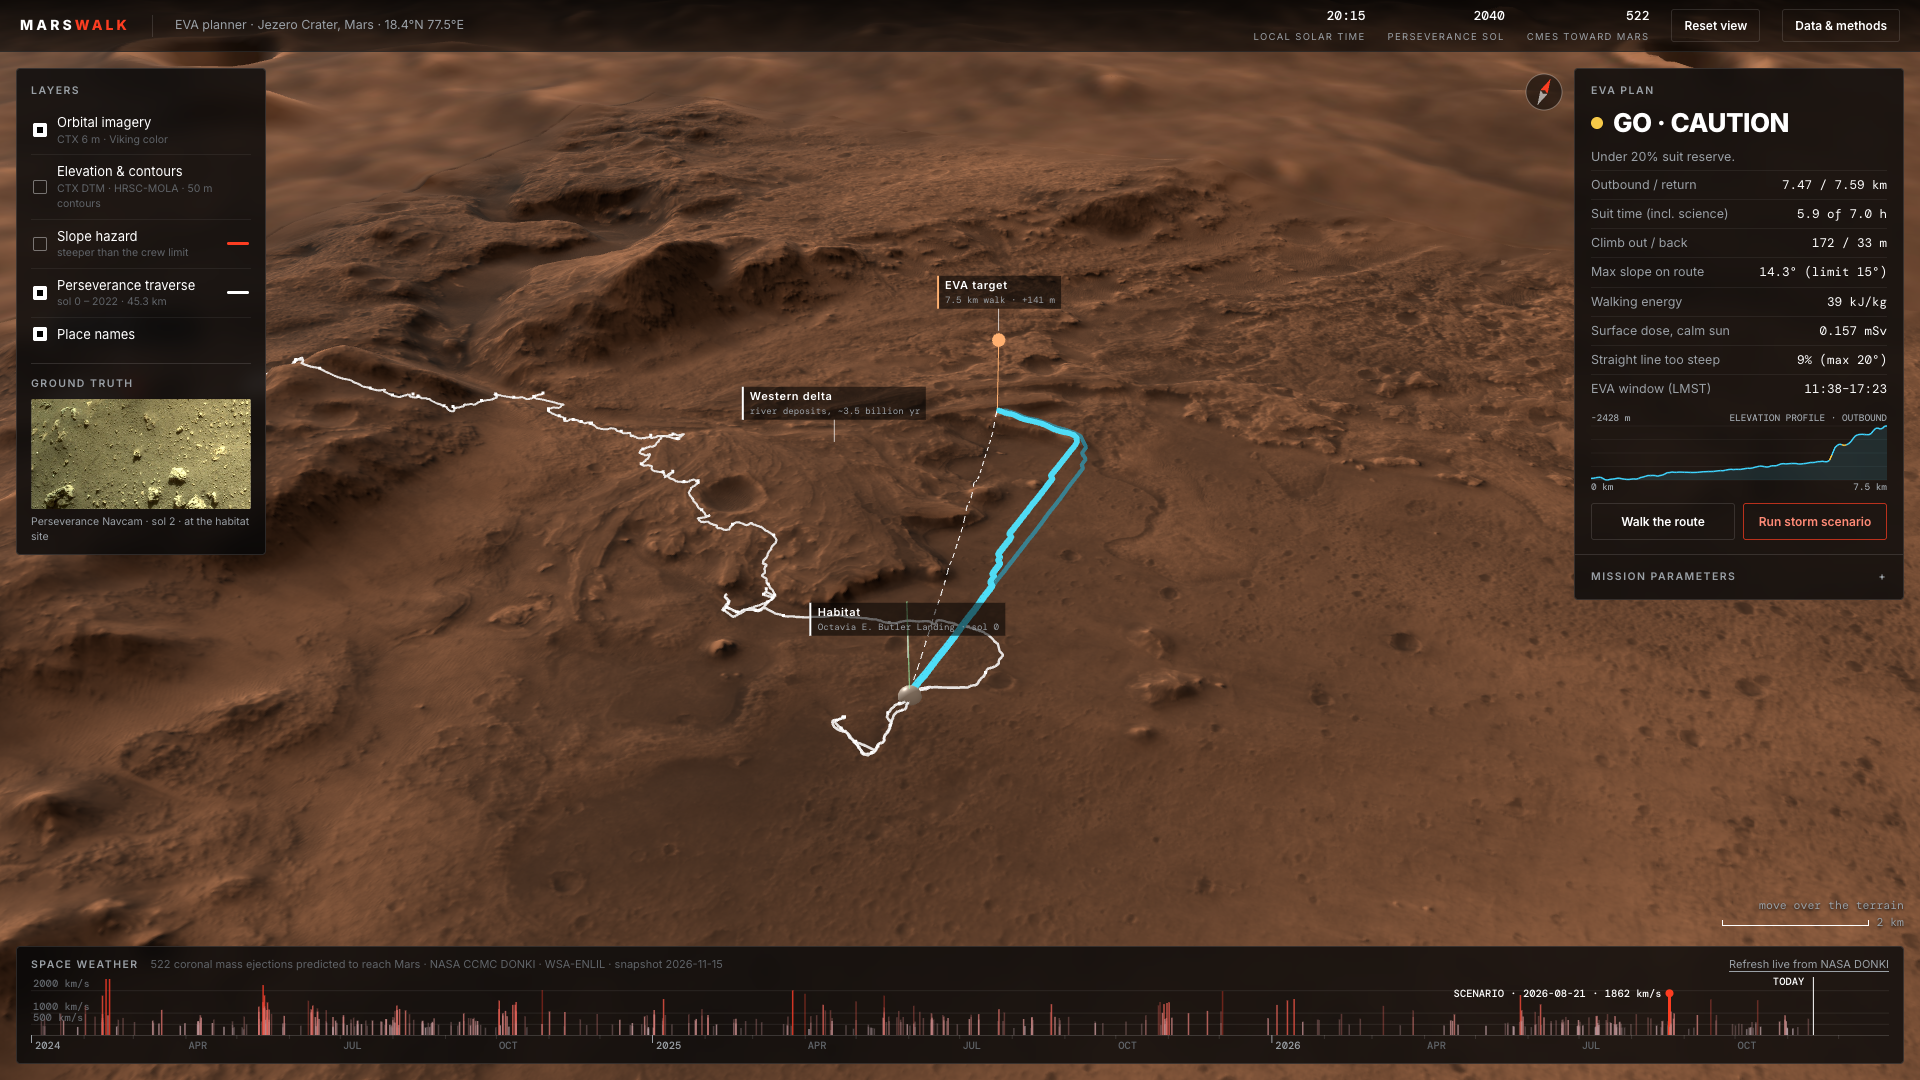 MARSWALK
EVA planner · Jezero Crater, Mars · 18.4°N 77.5°E
20:15
LOCAL SOLAR TIME
2040
PERSEVERANCE SOL
522
CMES TOWARD MARS
Reset view
Data & methods
LAYERS
Orbital imagery
CTX 6 m · Viking color
Elevation & contours
CTX DTM · HRSC-MOLA · 50 m
contours
Slope hazard
steeper than the crew limit
Perseverance traverse
sol 0 – 2022 · 45.3 km
Place names
GROUND TRUTH
Perseverance Navcam · sol 2 · at the habitat
site
EVA target
7.5 km walk · +141 m
Western delta
river deposits, ~3.5 billion yr
Habitat
Octavia E. Butler Landing · sol 0
EVA PLAN
GO · CAUTION
Under 20% suit reserve.
Outbound / return 7.47 / 7.59 km
Suit time (incl. science) 5.9 of 7.0 h
Climb out / back 172 / 33 m
Max slope on route 14.3° (limit 15°)
Walking energy 39 kJ/kg
Surface dose, calm sun 0.157 mSv
Straight line too steep 9% (max 20°)
EVA window (LMST) 11:38–17:23
-2428 m ELEVATION PROFILE · OUTBOUND
0 km 7.5 km
Walk the route
Run storm scenario
MISSION PARAMETERS +
move over the terrain
2 km
SPACE WEATHER 522 coronal mass ejections predicted to reach Mars · NASA CCMC DONKI · WSA-ENLIL · snapshot 2026-11-15
Refresh live from NASA DONKI
2000 km/s
1000 km/s
500 km/s
SCENARIO · 2026-08-21 · 1862 km/s
TODAY
2024 APR JUL OCT 2025 APR JUL OCT 2026 APR JUL OCT